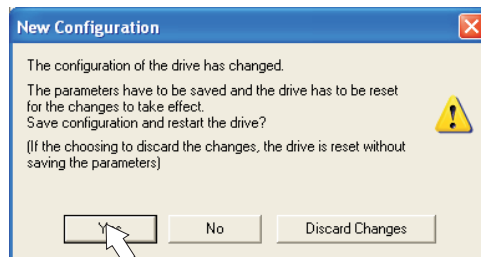 New Configuration
The configuration of the drive has changed.
The parameters have to be saved and the drive has to be reset
for the changes to take effect.
Save configuration and restart the drive?
(If the choosing to discard the changes, the drive is reset without
saving the parameters)
Yes No Discard Changes